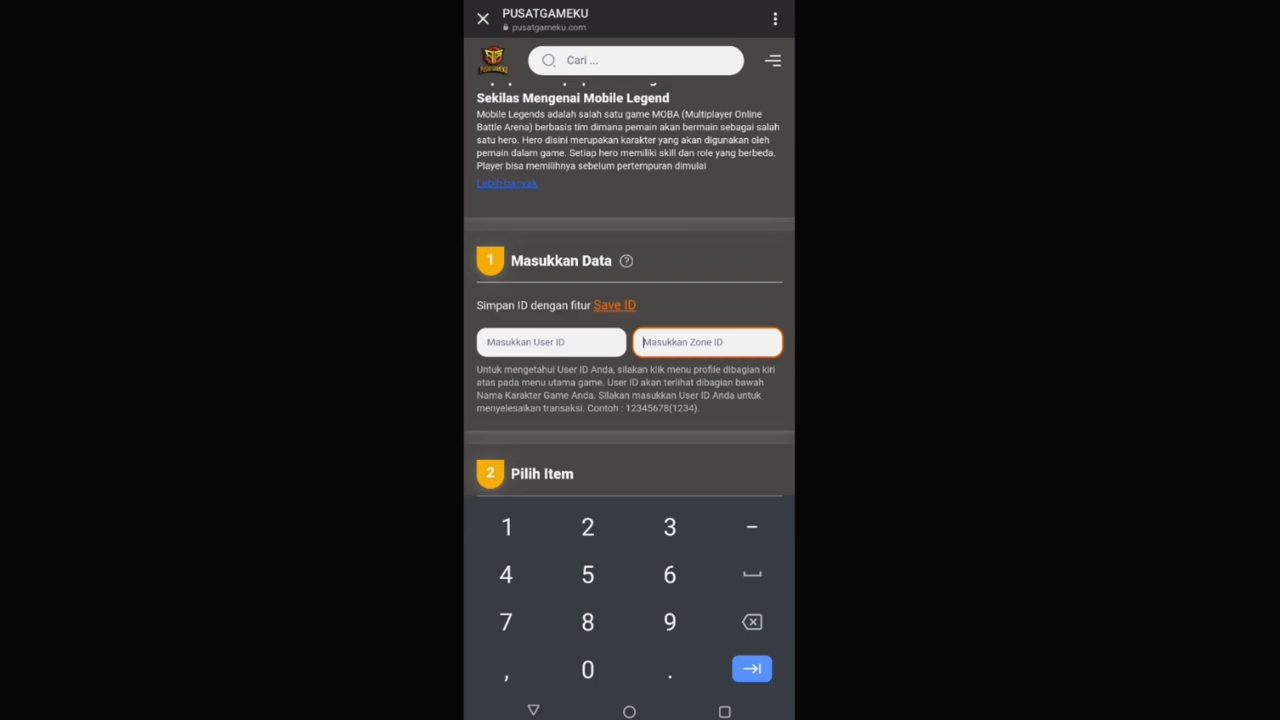 PUSATGAMEKU
pusatgameku.com
PUSATGAMEKU
Cari ...
Sekilas Mengenai Mobile Legend
Mobile Legends adalah salah satu game MOBA (Multiplayer Online
Battle Arena) berbasis tim dimana pemain akan bermain sebagai salah
satu hero. Hero disini merupakan karakter yang akan digunakan oleh
pemain dalam game. Setiap hero memiliki skill dan role yang berbeda.
Player bisa memilihnya sebelum pertempuran dimulai
Lebih banyak
1 Masukkan Data ?
Simpan ID dengan fitur Save ID
Masukkan User ID Masukkan Zone ID
Untuk mengetahui User ID Anda, silakan klik menu profile dibagian kiri
atas pada menu utama game. User ID akan terlihat dibagian bawah
Nama Karakter Game Anda. Silakan masukkan User ID Anda untuk
menyelesaikan transaksi. Contoh : 12345678(1234).
2 Pilih Item
1 2 3 –
4 5 6
7 8 9
, 0 .